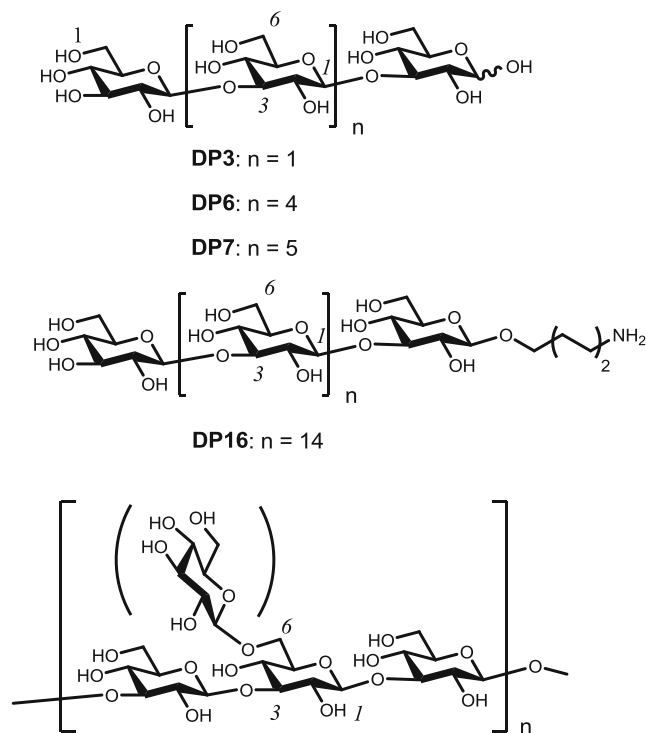 6
1
HO HO HO
HO O HO O 1 HO O OH
HO O O
OH 3 OH OH
n
DP3: n = 1
DP6: n = 4
DP7: n = 5
6
HO HO HO
HO O HO O 1 HO O O NH2
HO O O 2
OH 3 OH OH
n
DP16: n = 14
HO OH
HO
HO
O
HO O 6
HO HO HO
HO O HO O HO O O
O O O
OH 3 OH 1 OH
n